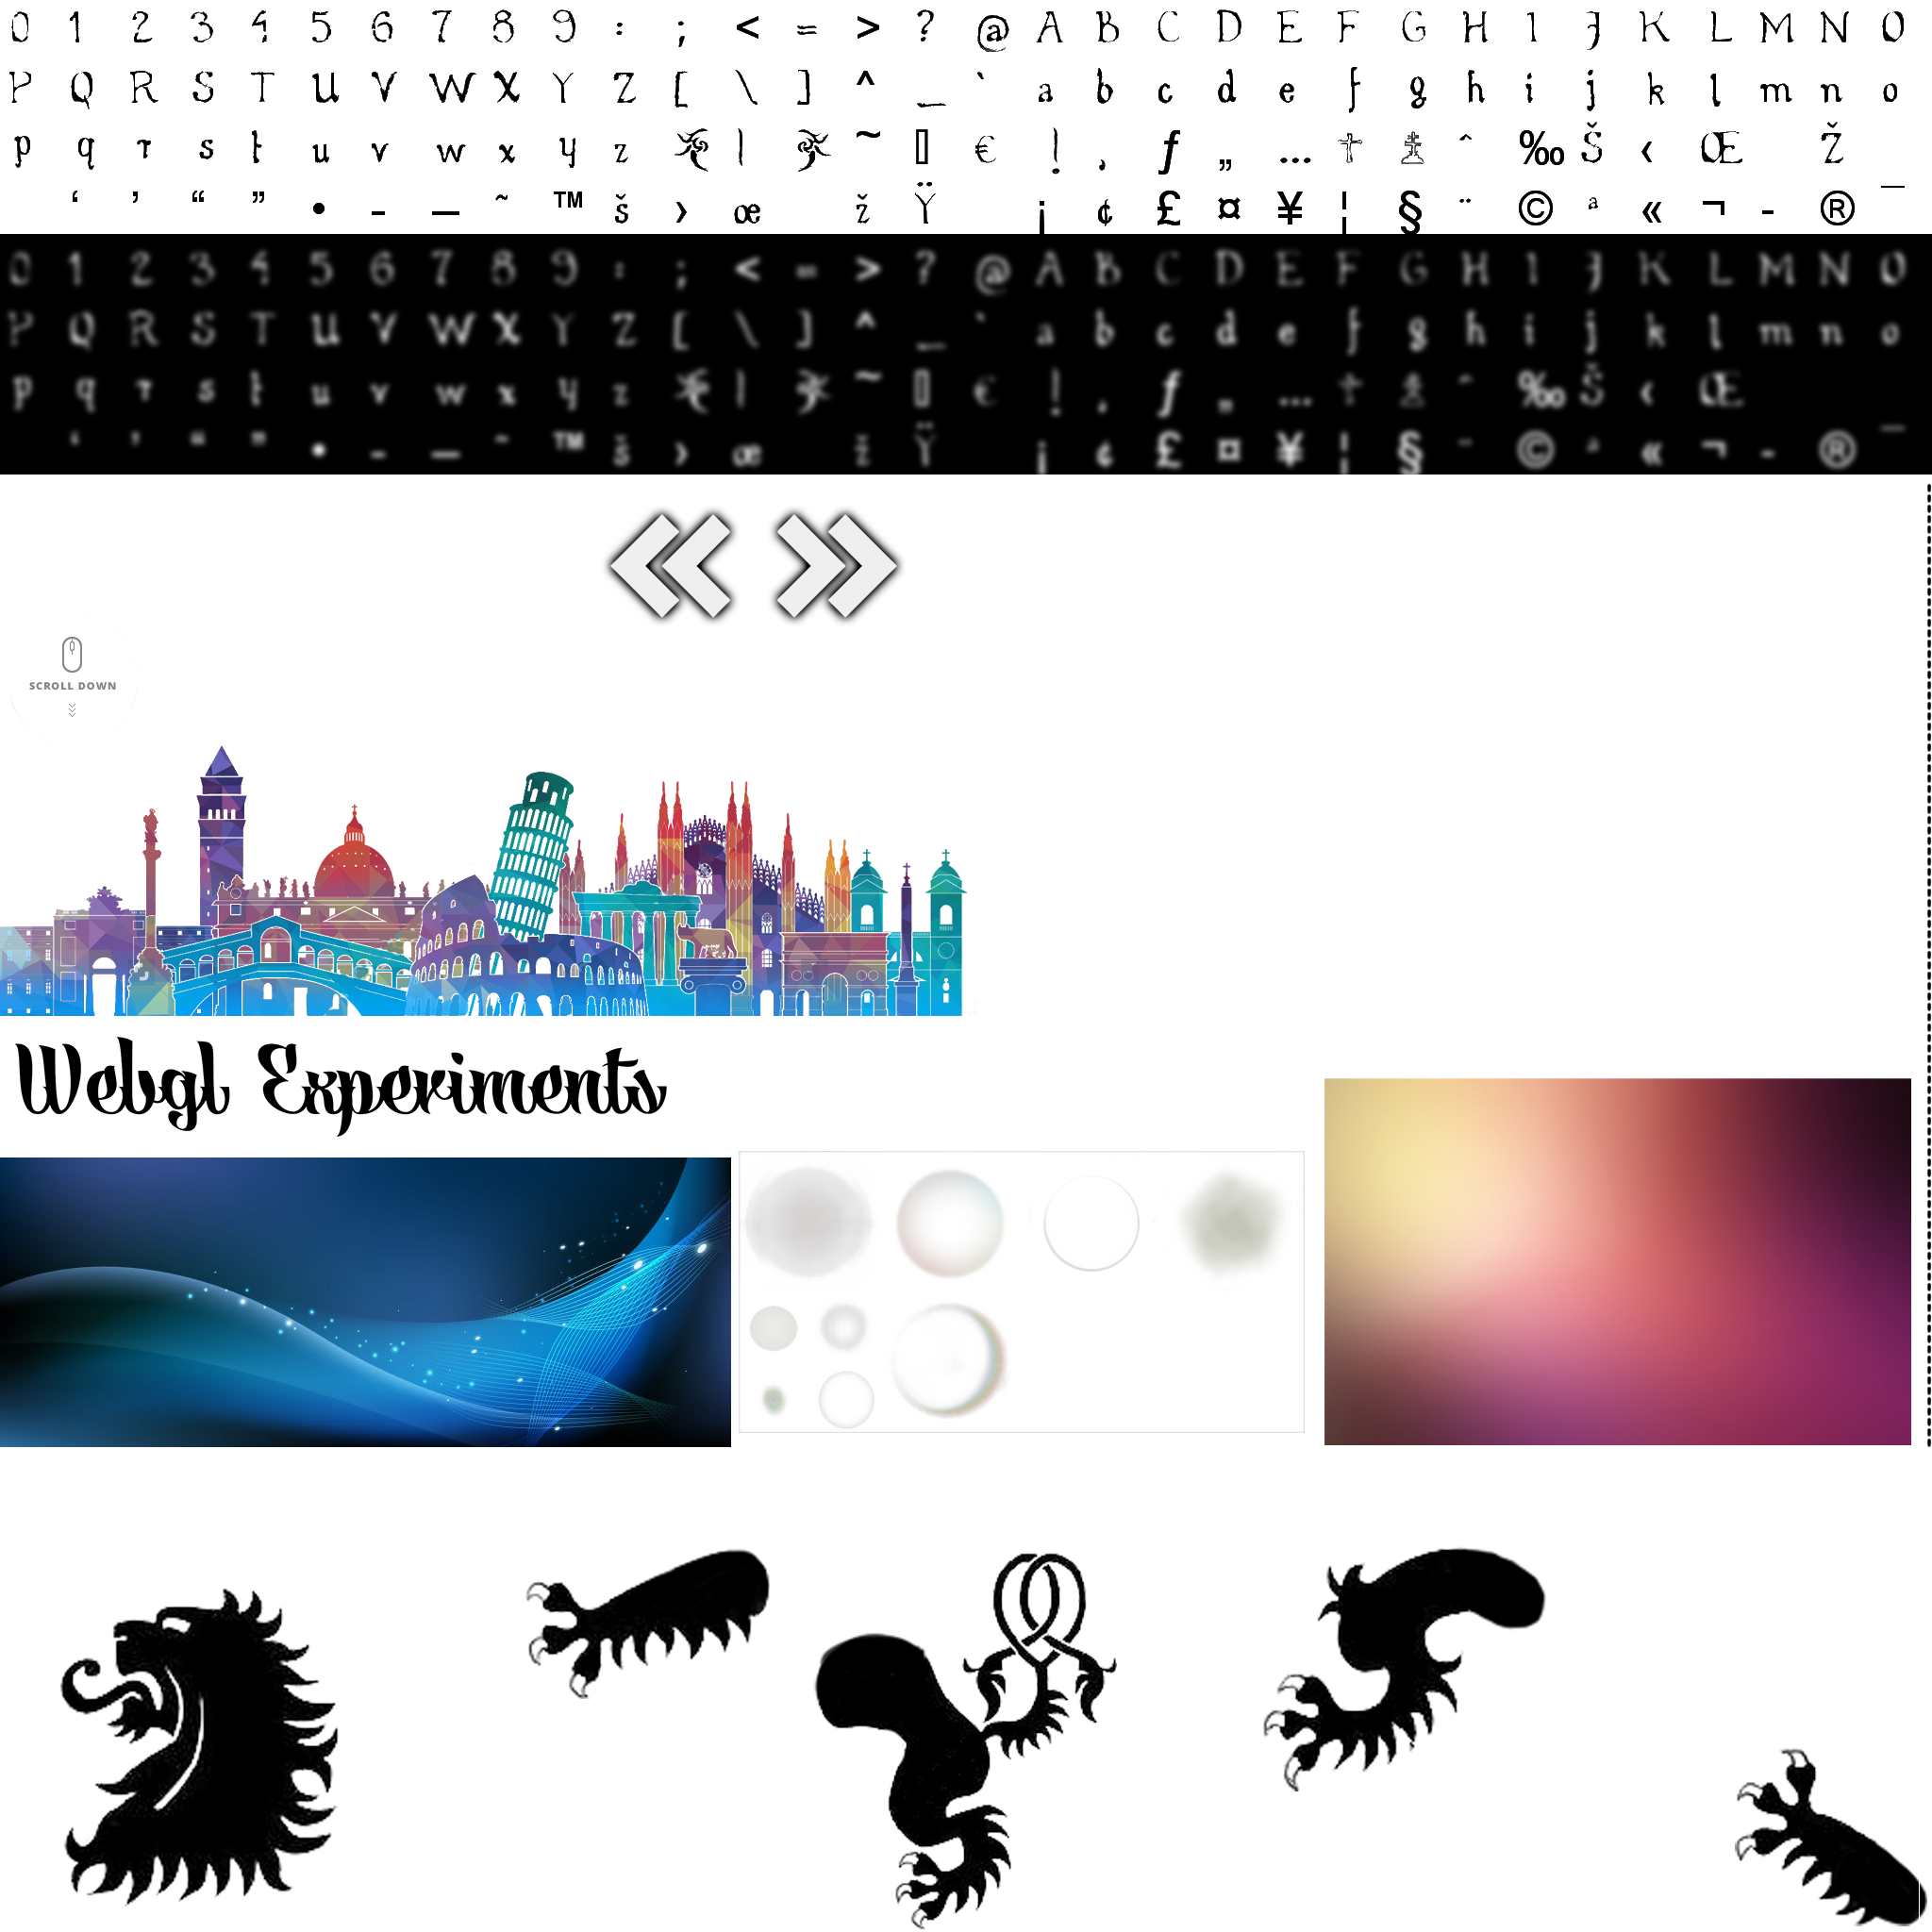 0 1 2 3 4 5 6 7 8 9 : ; < = > ? @ A B C D E F G H I J K L M N O
P Q R S T U V W X Y Z [ \ ] ^ _ ` a b c d e f g h i j k l m n o
p q r s t u v w x y z | ~ € ! , ƒ „ … † ‡ ˆ ‰ Š ‹ Œ Ž
‘ ’ “ ” • – — ˜ ™ š › œ ž Ÿ ¡ ¢ £ ¤ ¥ ¦ § ¨ © ª « ¬ - ® ¯
0 1 2 3 4 5 6 7 8 9 : ; < = > ? @ A B C D E F G H I J K L M N O
P Q R S T U V W X Y Z [ \ ] ^ _ ` a b c d e f g h i j k l m n o
p q r s t u v w x y z | ~ € ! , ƒ „ … † ‡ ˆ ‰ Š ‹ Œ
‘ ’ “ ” • – — ˜ ™ š › œ ž Ÿ ¡ ¢ £ ¤ ¥ ¦ § ¨ © ª « ¬ - ® ¯
SCROLL DOWN
Webgl Experiments